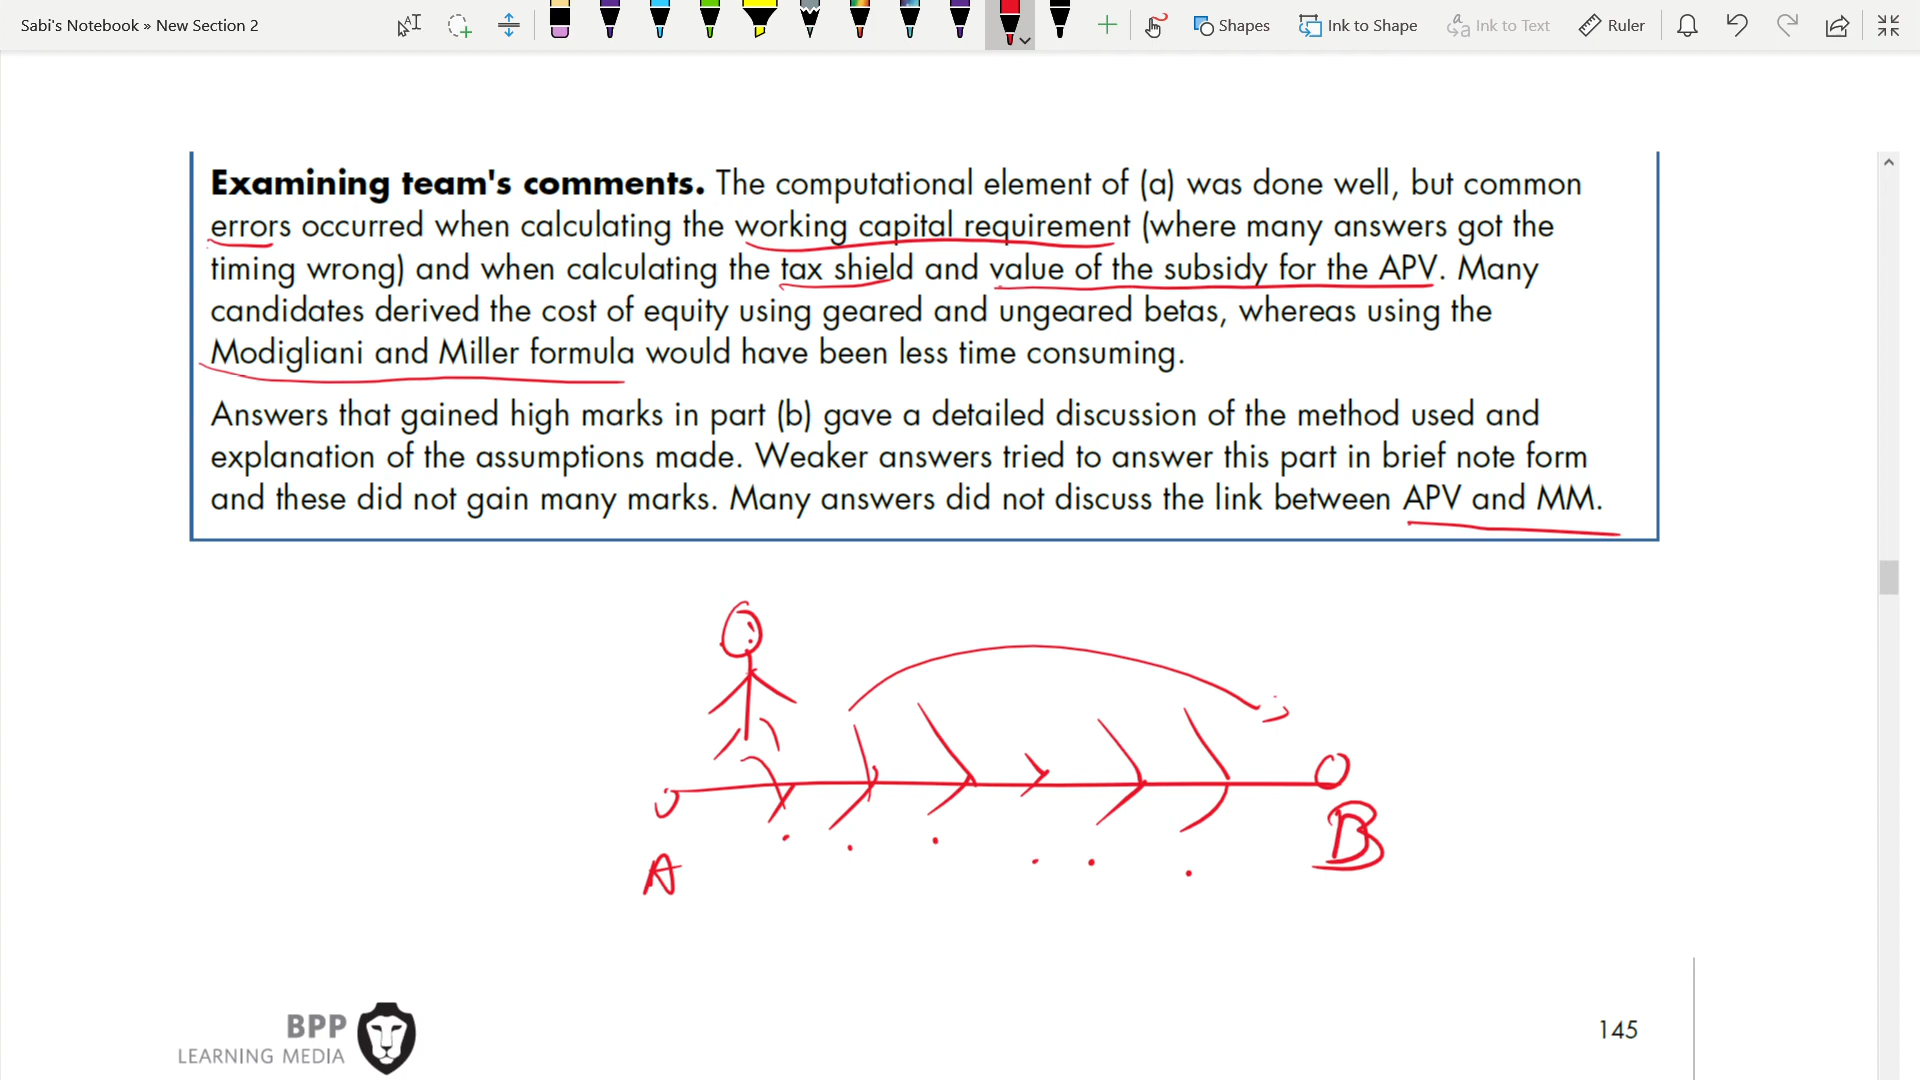 Sabi's Notebook » New Section 2
Shapes
Ink to Shape
Ink to Text
Ruler
Examining team's comments. The computational element of (a) was done well, but common
errors occurred when calculating the working capital requirement (where many answers got the
timing wrong) and when calculating the tax shield and value of the subsidy for the APV. Many
candidates derived the cost of equity using geared and ungeared betas, whereas using the
Modigliani and Miller formula would have been less time consuming.
Answers that gained high marks in part (b) gave a detailed discussion of the method used and
explanation of the assumptions made. Weaker answers tried to answer this part in brief note form
and these did not gain many marks. Many answers did not discuss the link between APV and MM.
A
B
BPP
LEARNING MEDIA
145